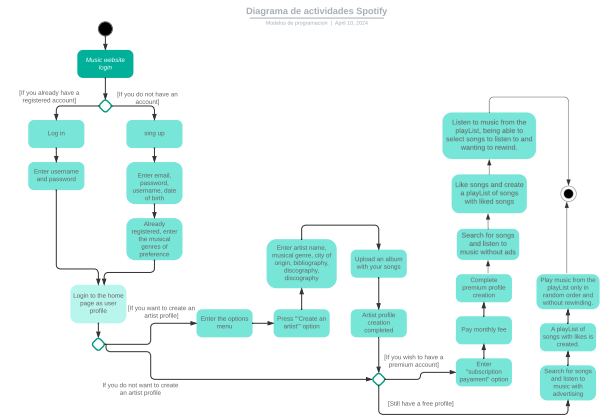 Diagrama de actividades Spotify
Modelos de programacion | April 10, 2024
Music website
login
[If you already have a
registered account]
[If you do not have an
account]
Log in
sing up
Enter username
and password
Enter email,
password,
username, date
of birth
Already
registered, enter
the musical
genres of
preference
Login to the home
page as user
profile
[If you want to create an
artist profile]
If you do not want to create
an artist profile
Enter the options
menu
Press "'Create an
artist" option
Enter artist name,
musical genre, city of
origin, bibliography,
discography,
discography
Upload an album
with your songs
Artist profile
creation
completed
[If you wish to have a
premium account]
[Still have a free profile]
Enter
"subscription
payament" option
Pay monthly fee
Complete
premium profile
creation
Search for songs
and listen to
music without ads
Like songs and create
a playList of songs
with liked songs
Listen to music from the
playList, being able to
select songs to listen to and
wanting to rewind.
Search for songs
and listen to
music with
advertising
A playList of
songs with likes is
created.
Play music from the
playList only in
random order and
without rewinding.